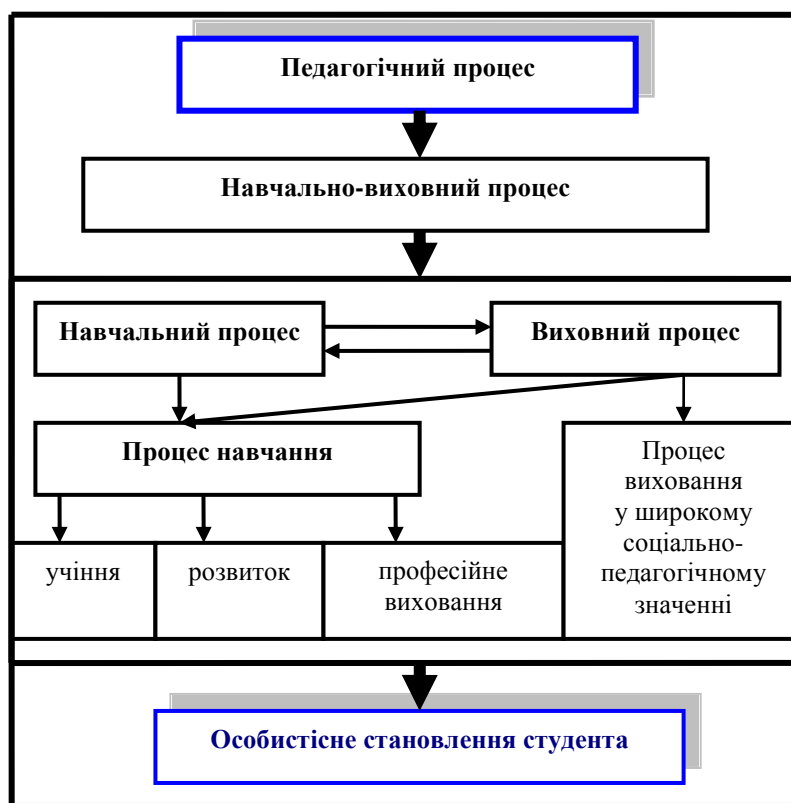 Педагогічний процес
Навчально-виховний процес
Навчальний процес
Виховний процес
Процес навчання
Процес
виховання
у широкому
соціально-
педагогічному
значенні
учіння
розвиток
професійне
виховання
Особистісне становлення студента